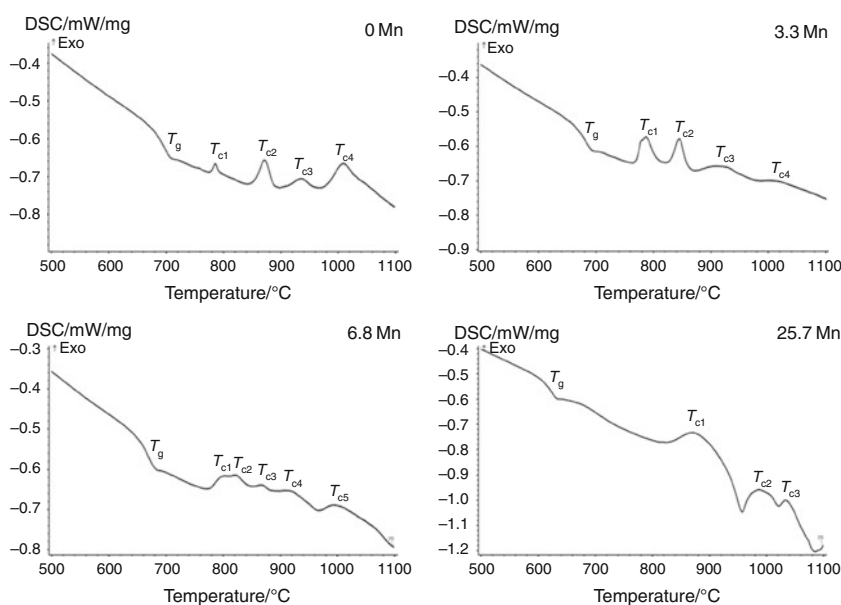 DSC/mW/mg
0 Mn
Exo
–0.4
–0.5
–0.6
–0.7
–0.8
Tg
Tc1
Tc2
Tc3
Tc4
500 600 700 800 900 1000 1100
Temperature/°C
DSC/mW/mg
3.3 Mn
Exo
–0.4
–0.5
–0.6
–0.7
–0.8
–0.9
Tg
Tc1
Tc2
Tc3
Tc4
500 600 700 800 900 1000 1100
Temperature/°C
DSC/mW/mg
6.8 Mn
–0.3
Exo
–0.4
–0.5
–0.6
–0.7
–0.8
Tg
Tc1
Tc2
Tc3
Tc4
Tc5
500 600 700 800 900 1000 1100
Temperature/°C
DSC/mW/mg
25.7 Mn
–0.4
Exo
–0.5
–0.6
–0.7
–0.8
–0.9
–1.0
–1.1
–1.2
Tg
Tc1
Tc2
Tc3
500 600 700 800 900 1000 1100
Temperature/°C